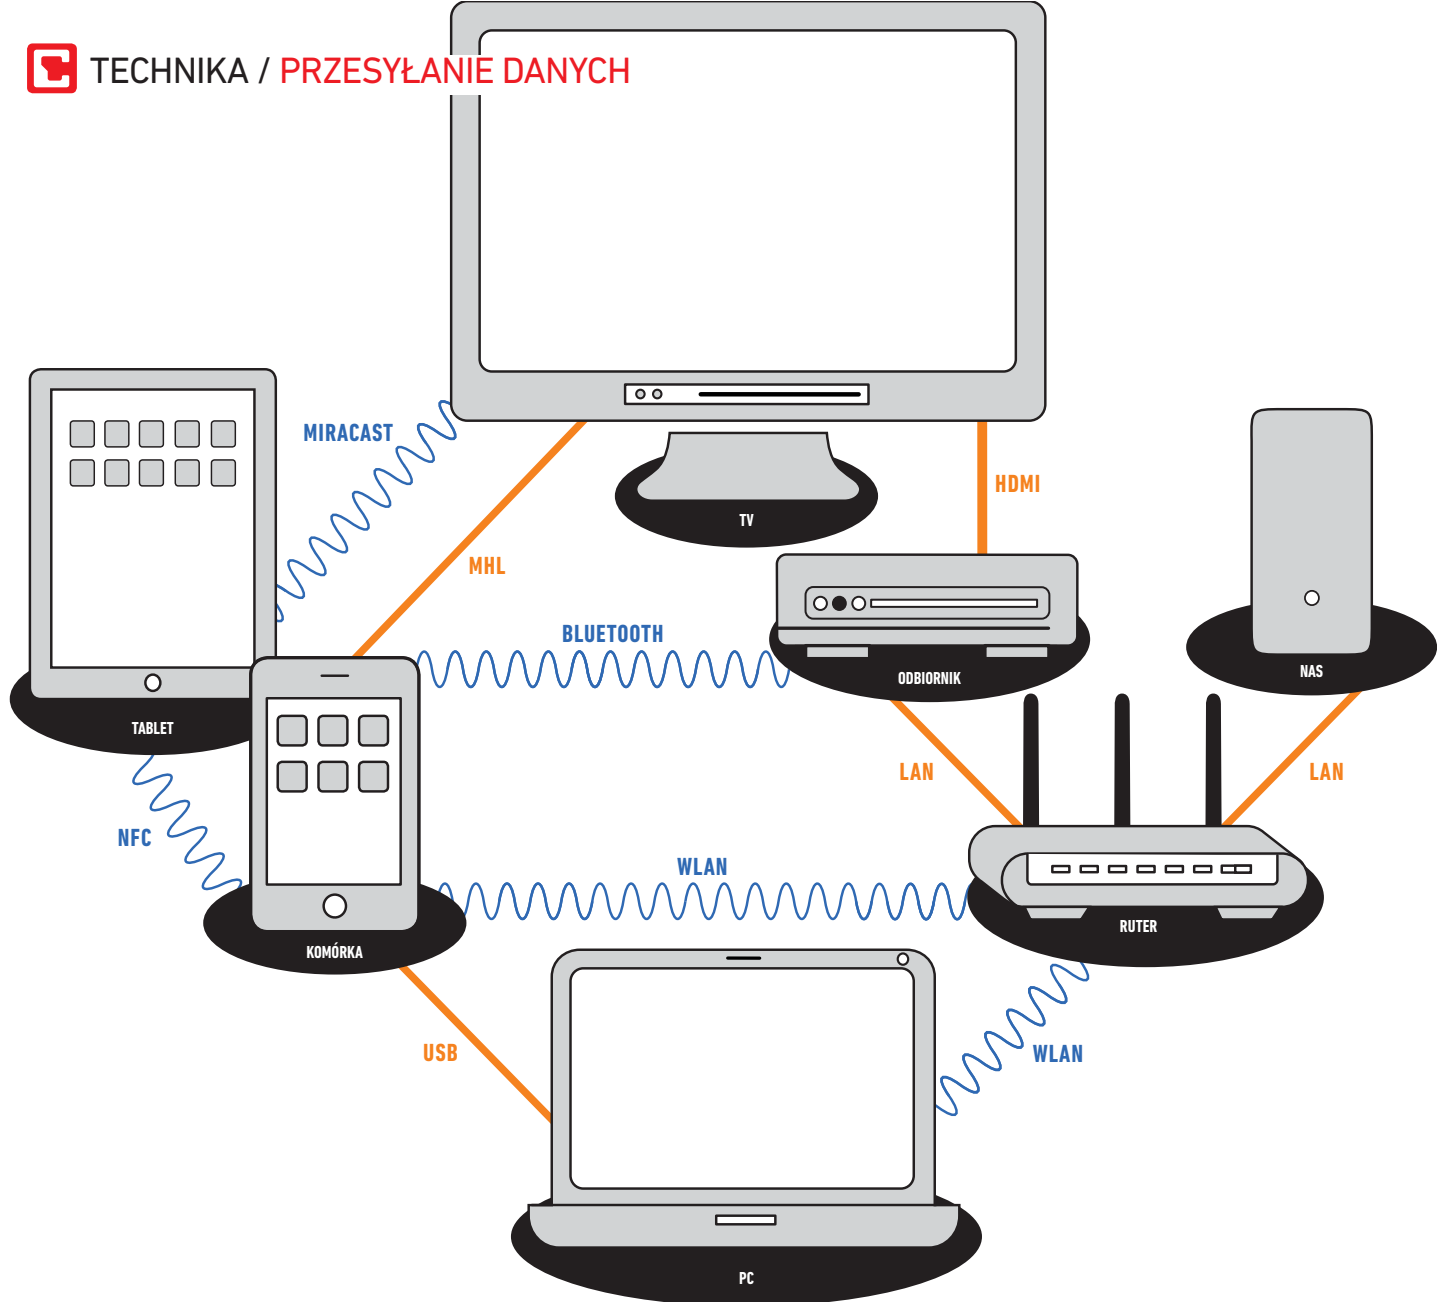 TECHNIKA / PRZESYŁANIE DANYCH
MIRACAST
HDMI
TV
MHL
BLUETOOTH
ODBIORNIK
NAS
TABLET
LAN
LAN
NFC
WLAN
RUTER
KOMÓRKA
USB
WLAN
PC